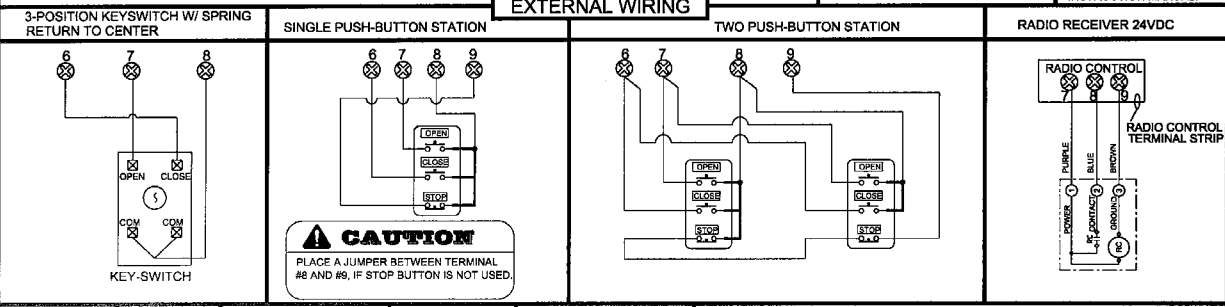 EXTERNAL WIRING
3-POSITION KEYSWITCH W/ SPRING
RETURN TO CENTER
6 7 8
OPEN CLOSE
COM COM
KEY-SWITCH
SINGLE PUSH-BUTTON STATION
6 7 8 9
OPEN
CLOSE
STOP
CAUTION
PLACE A JUMPER BETWEEN TERMINAL
#8 AND #9, IF STOP BUTTON IS NOT USED.
TWO PUSH-BUTTON STATION
6 7 8 9
OPEN OPEN
CLOSE CLOSE
STOP STOP
RADIO RECEIVER 24VDC
RADIO CONTROL
7 8 9
RADIO CONTROL
TERMINAL STRIP
PURPLE
BLUE
BROWN
1 2 3
POWER
RC CONTACT
GROUND
RC